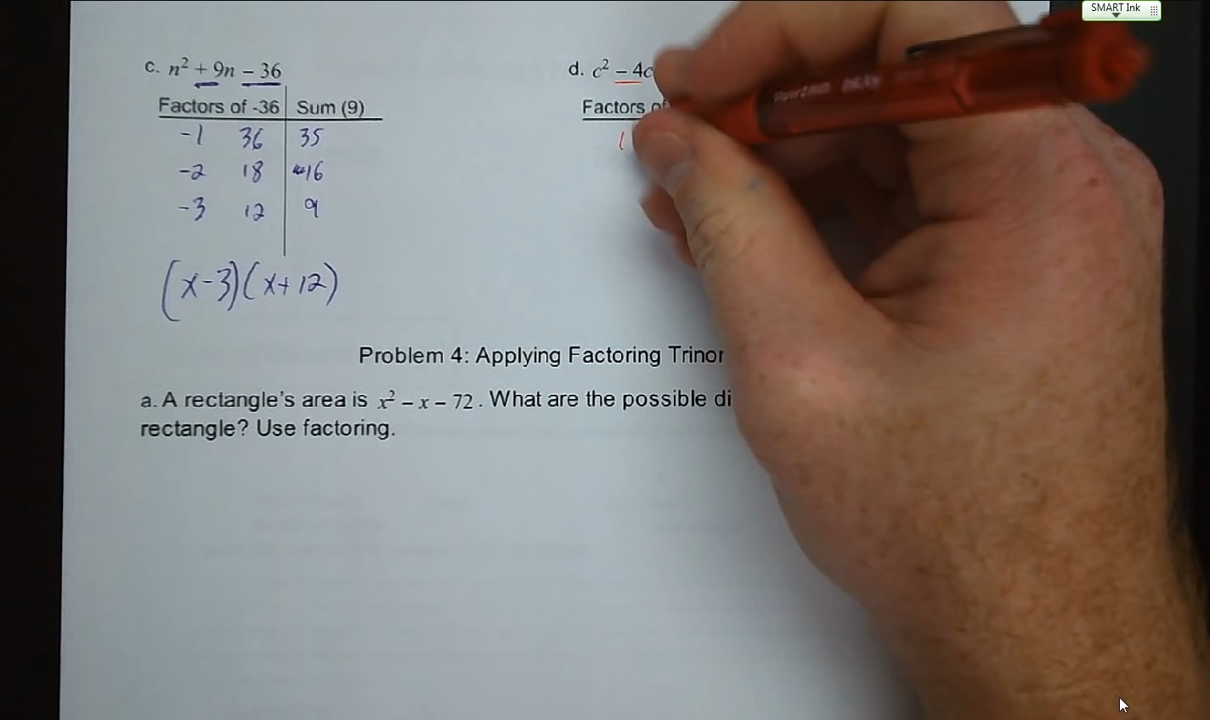 SMART Ink
c. n² + 9n − 36
Factors of -36 Sum (9)
-1 36 35
-2 18 16
-3 12 9
(x-3)(x+12)
d. c² − 4c
Factors of
1
Problem 4: Applying Factoring Trinor
a. A rectangle's area is x² − x − 72. What are the possible di
rectangle? Use factoring.